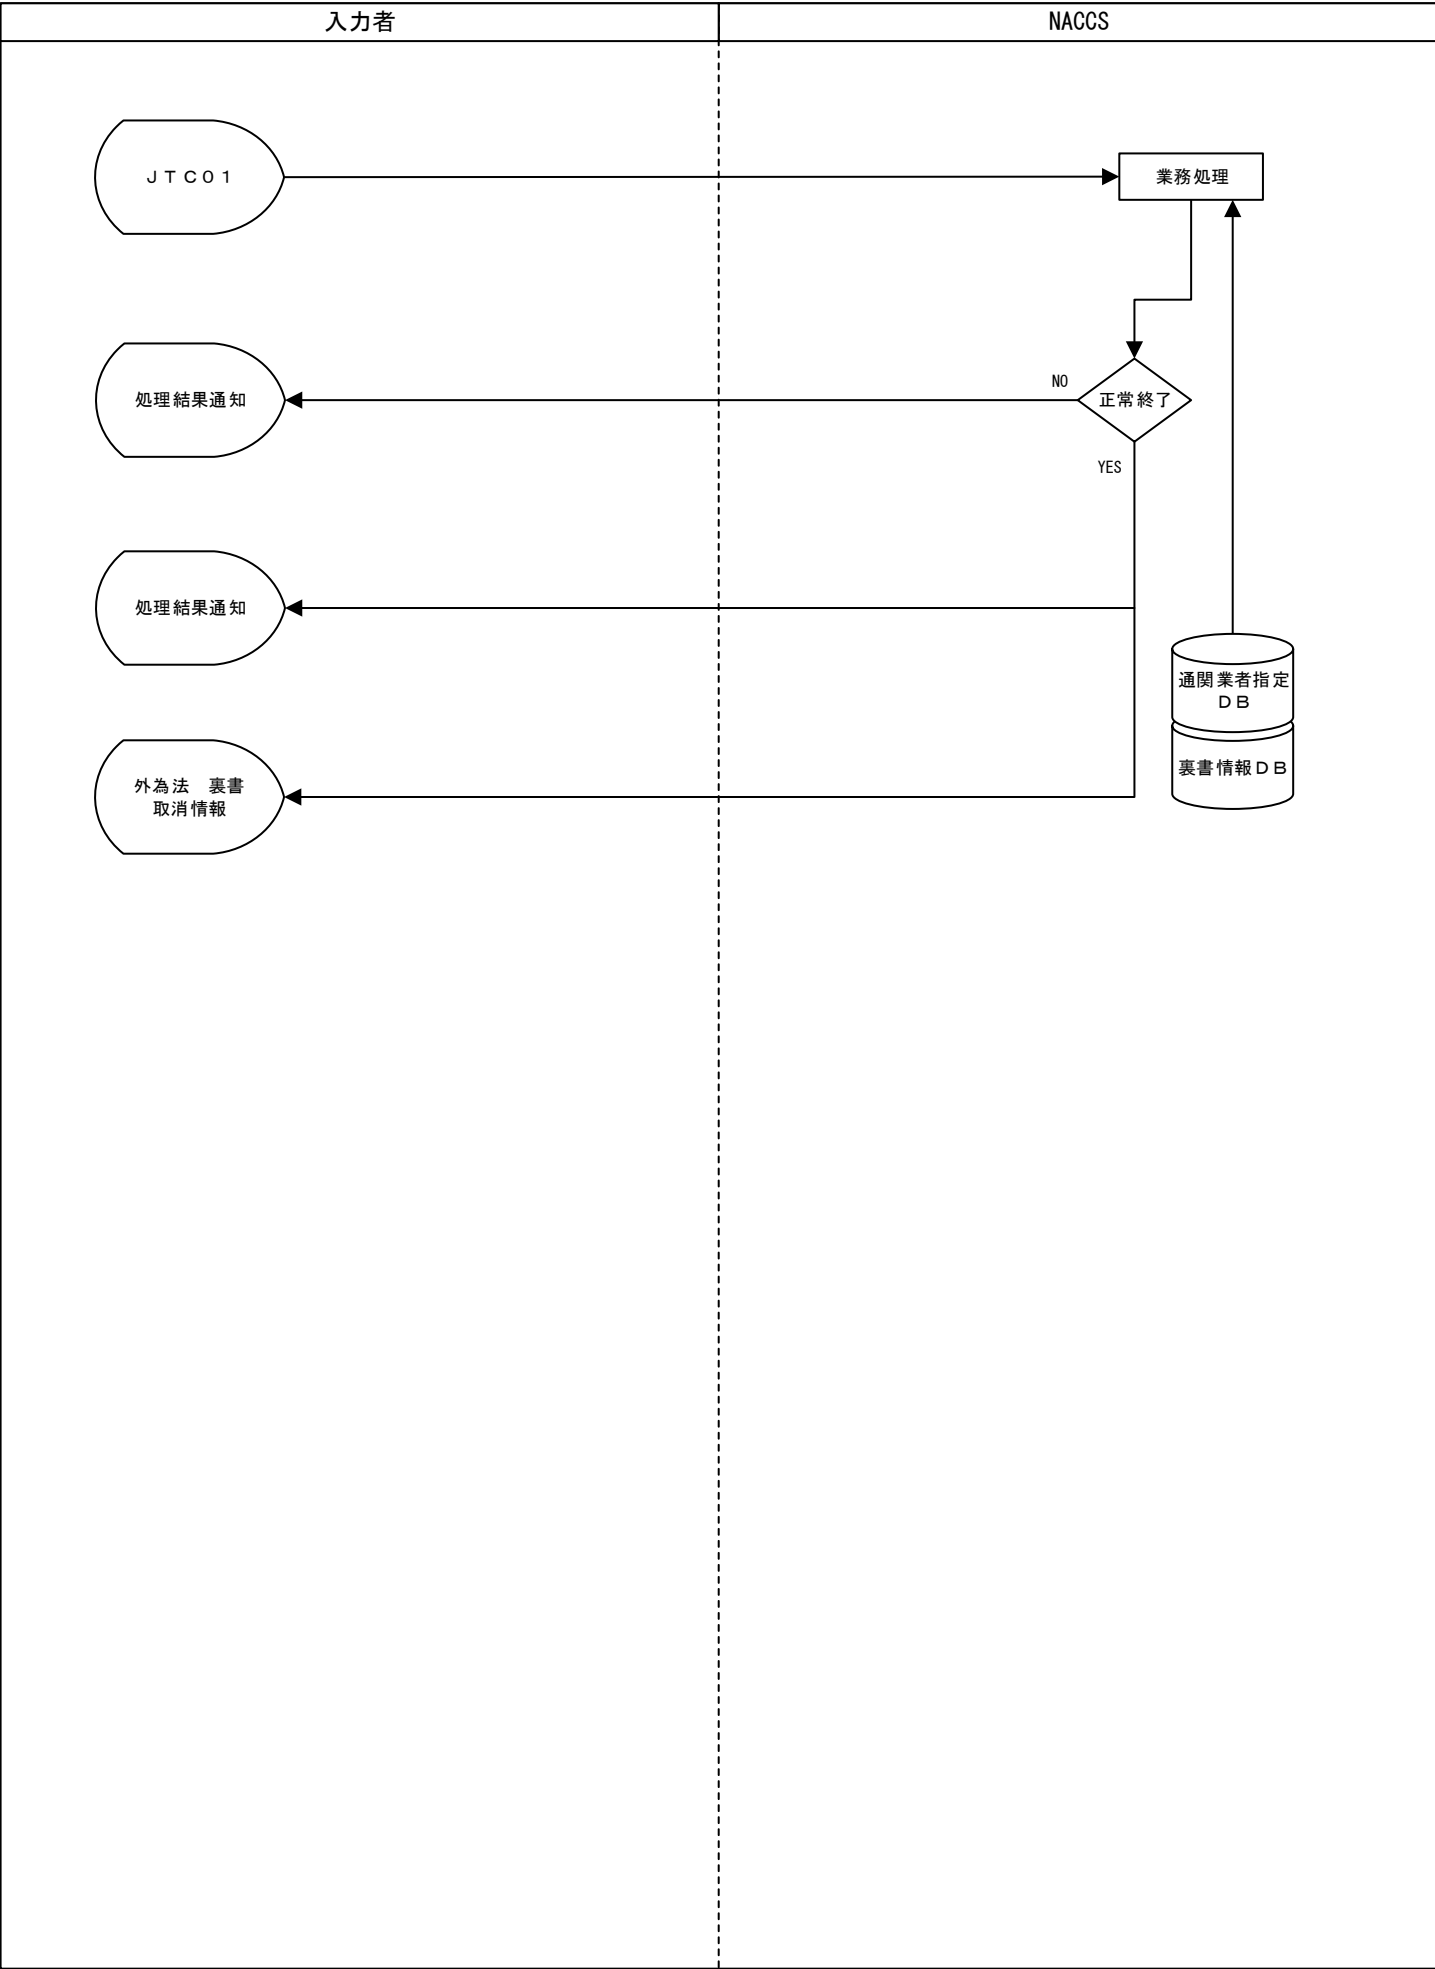 入力者
NACCS
ＪＴＣ０１
業務処理
処理結果通知
NO
正常終了
YES
処理結果通知
通関業者指定
ＤＢ
裏書情報ＤＢ
外為法　裏書
取消情報